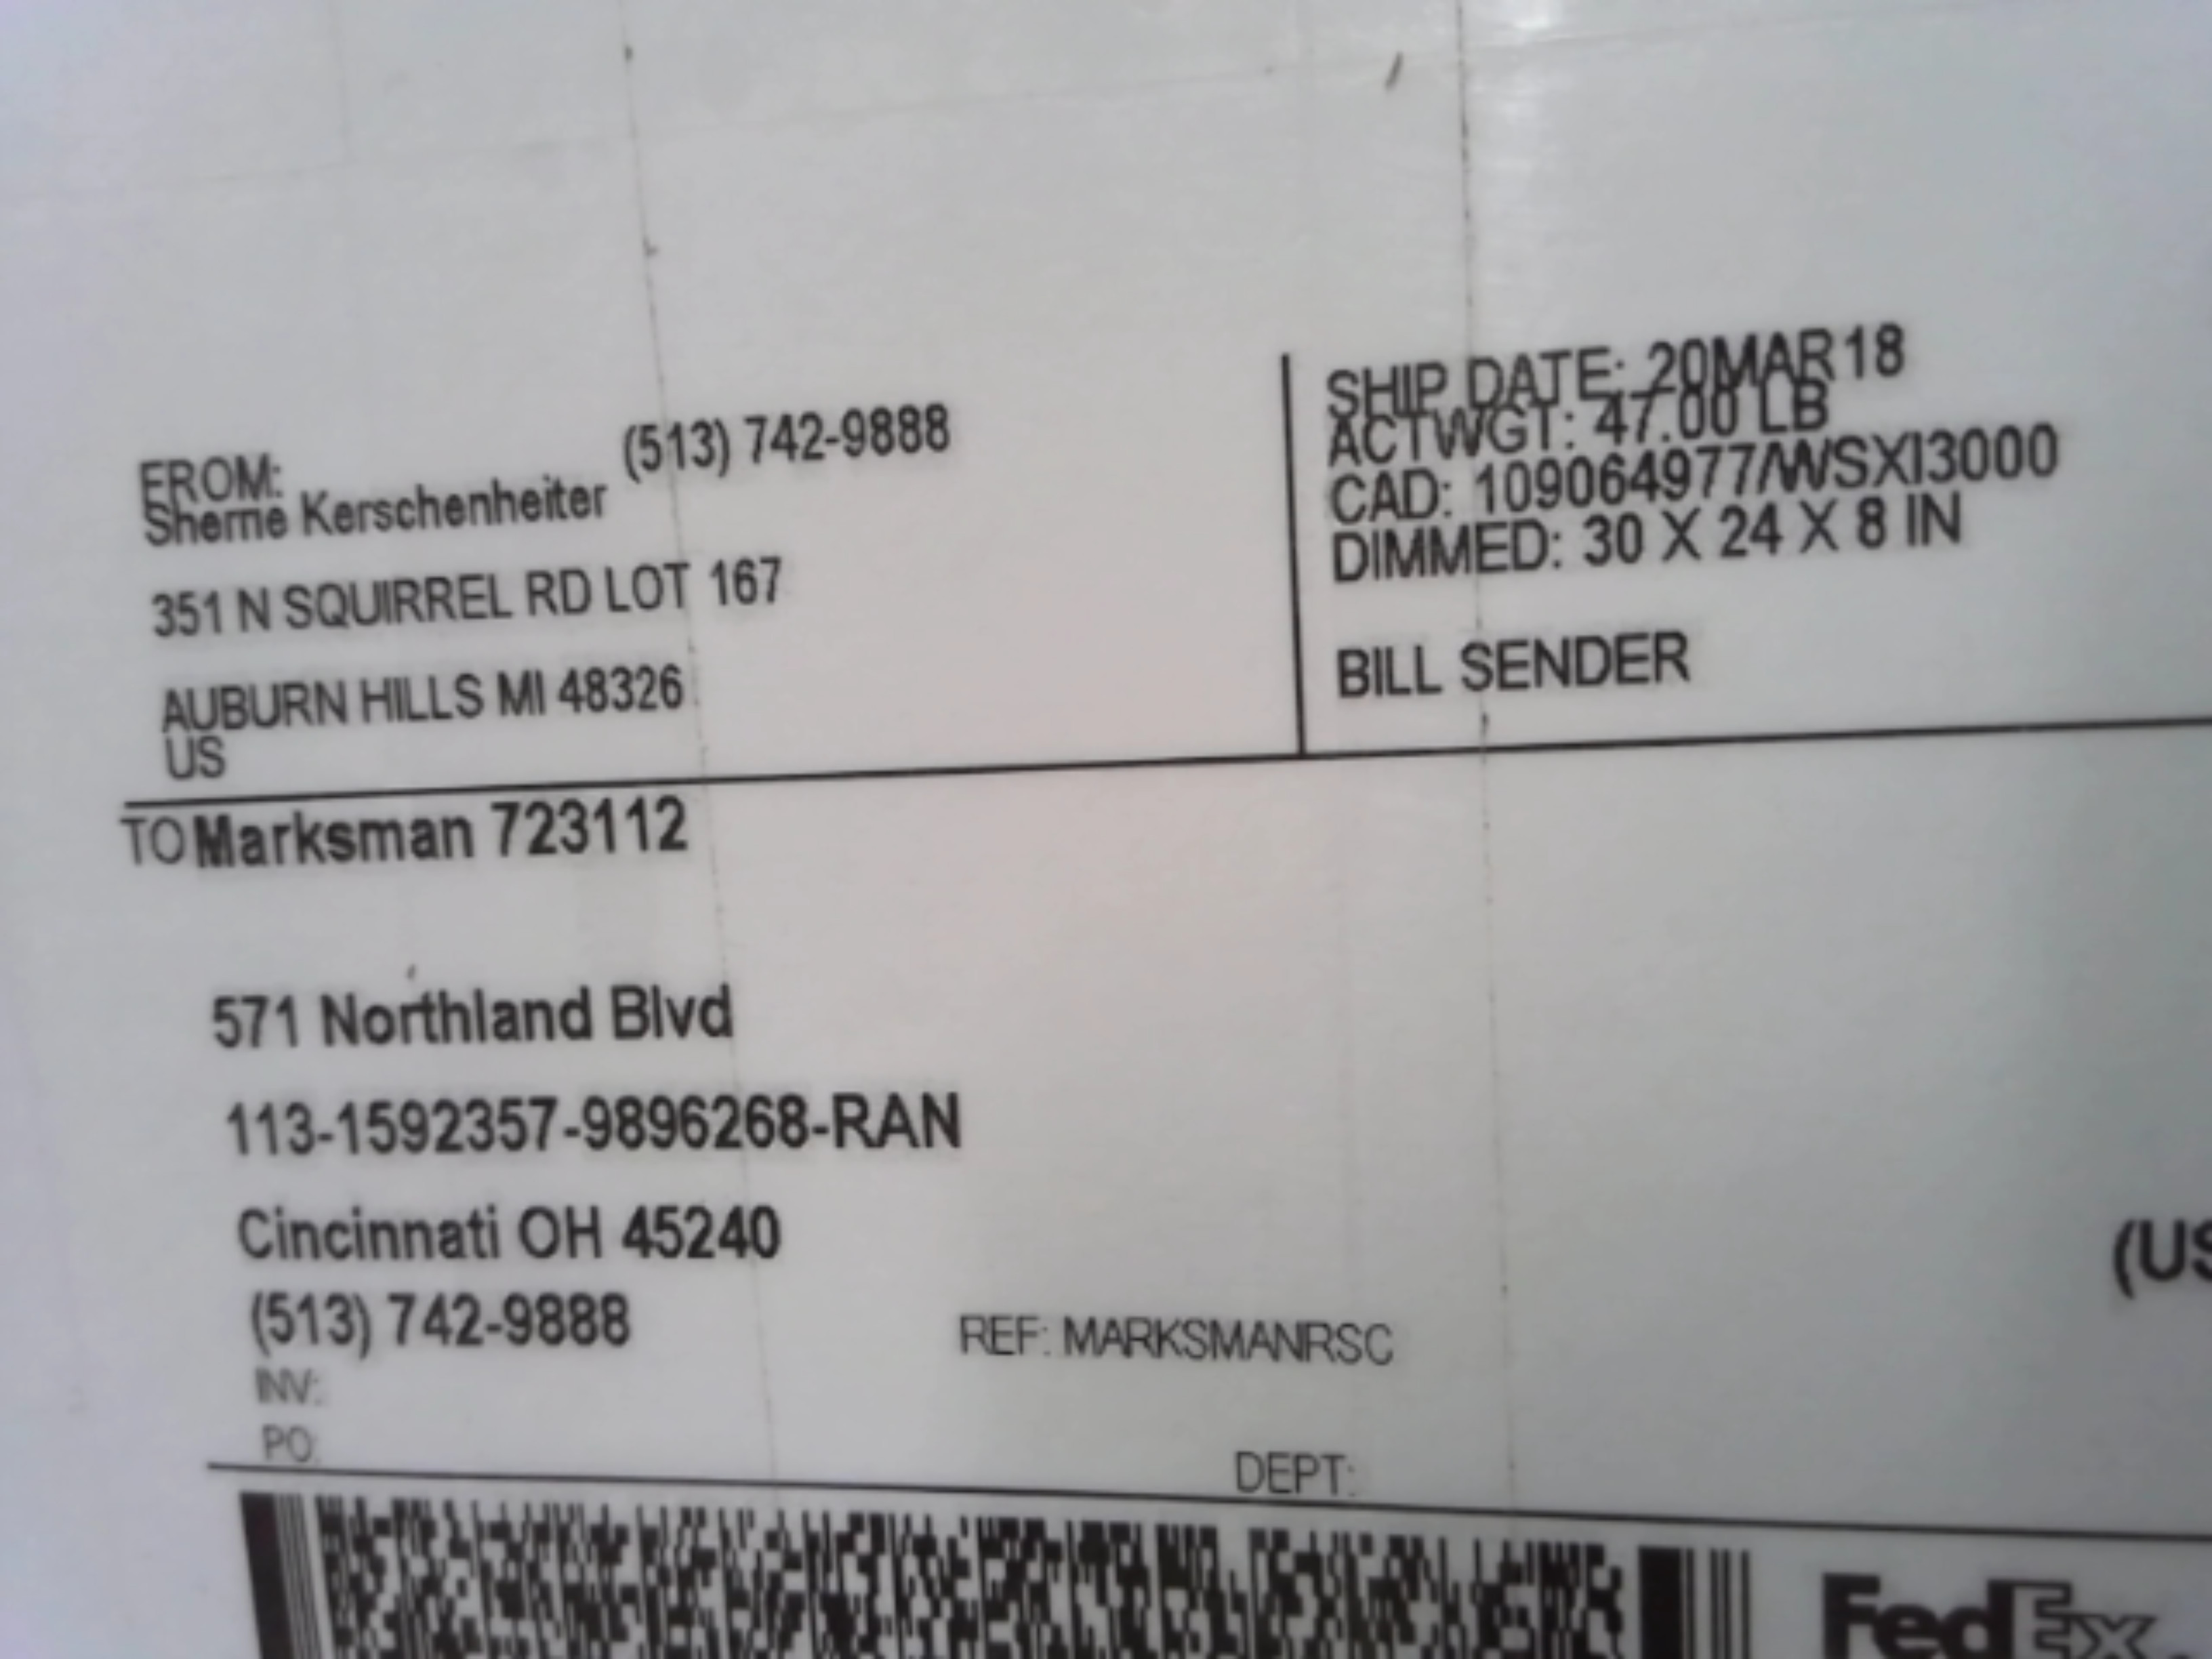 FROM: (513) 742-9888
Sherrie Kerschenheiter
351 N SQUIRREL RD LOT 167
AUBURN HILLS MI 48326
US
SHIP DATE: 20MAR18
ACTWGT: 47.00 LB
CAD: 109064977/WSXI3000
DIMMED: 30 X 24 X 8 IN
BILL SENDER
TO Marksman 723112
571 Northland Blvd
113-1592357-9896268-RAN
Cincinnati OH 45240
(US
(513) 742-9888
REF: MARKSMANRSC
INV:
PO:
DEPT:
FedEx